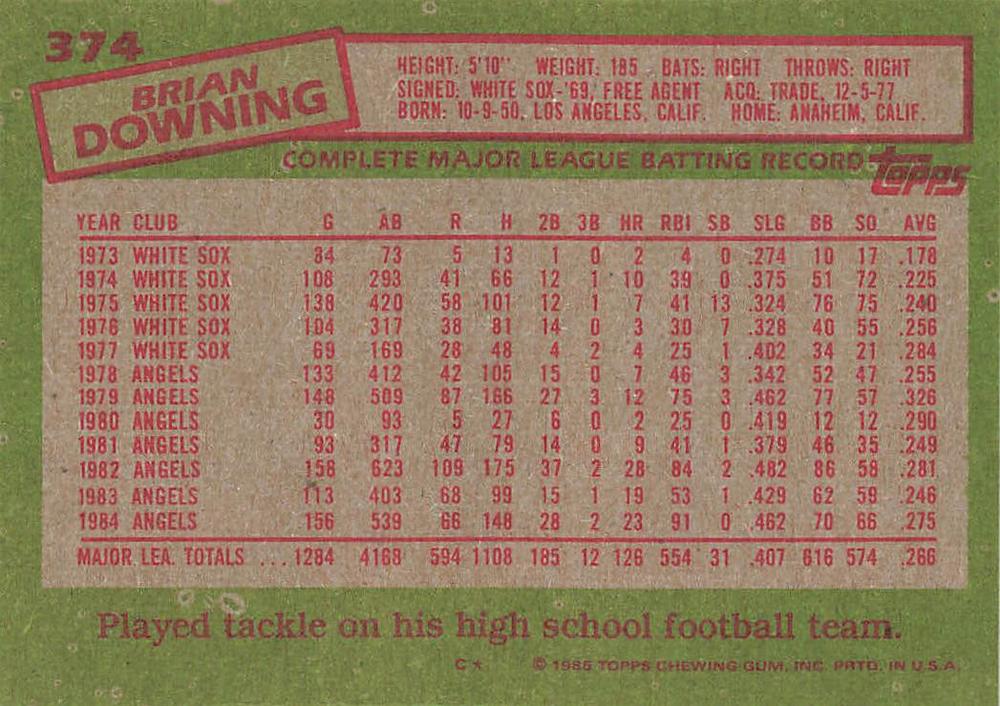 374
BRIAN
DOWNING
HEIGHT: 5'10" WEIGHT: 185 BATS: RIGHT THROWS: RIGHT
SIGNED: WHITE SOX-'69, FREE AGENT ACQ. TRADE, 12-5-77
BORN: 10-9-50, LOS ANGELES, CALIF. HOME: ANAHEIM, CALIF.
COMPLETE MAJOR LEAGUE BATTING RECORD topps
YEAR CLUB G AB R H 2B 3B HR RBI SB SLG BB SO AVG
1973 WHITE SOX 84 73 5 13 1 0 2 4 0 .274 10 17 .178
1974 WHITE SOX 108 293 41 66 12 1 10 39 0 .375 51 72 .225
1975 WHITE SOX 138 420 58 101 12 1 7 41 13 .324 76 75 .240
1976 WHITE SOX 104 317 38 81 14 0 3 30 7 .328 40 55 .256
1977 WHITE SOX 69 169 28 48 4 2 4 25 1 .402 34 21 .284
1978 ANGELS 133 412 42 105 15 0 7 46 3 .342 52 47 .255
1979 ANGELS 148 509 87 166 27 3 12 75 3 .462 77 57 .326
1980 ANGELS 30 93 5 27 6 0 2 25 0 .419 12 12 .290
1981 ANGELS 93 317 47 79 14 0 9 41 1 .379 46 35 .249
1982 ANGELS 158 623 109 175 37 2 28 84 2 .482 86 58 .281
1983 ANGELS 113 403 68 99 15 1 19 53 1 .429 62 59 .246
1984 ANGELS 156 539 66 148 28 2 23 91 0 .462 70 66 .275
MAJOR LEA. TOTALS ...1284 4168 594 1108 185 12 126 554 31 .407 616 574 .266
Played tackle on his high school football team.
C* © 1985 TOPPS CHEWING GUM, INC. PRTD. IN U.S.A.